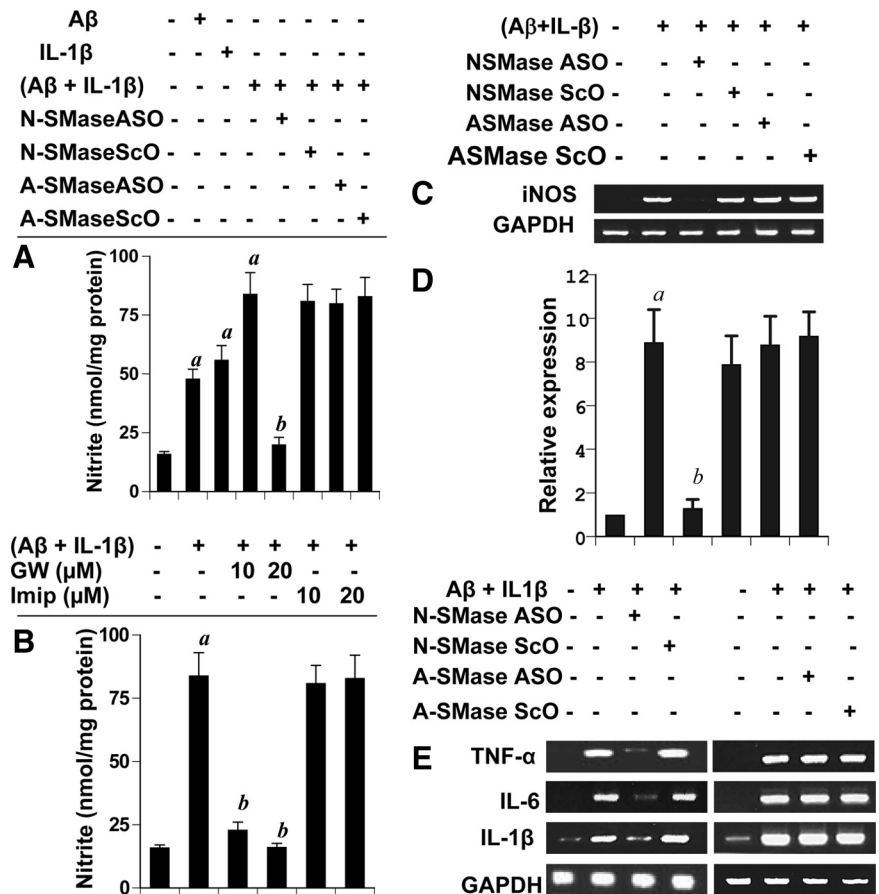 Aβ - + - - - - - -
IL-1β - - + - - - - -
(Aβ + IL-1β) - - - + + + + +
N-SMaseASO - - - - + - - -
N-SMaseScO - - - - - + - -
A-SMaseASO - - - - - - + -
A-SMaseScO - - - - - - - +
A
Nitrite (nmol/mg protein)
100
75
50
25
0
a
a
a
b
(Aβ + IL-1β) - + + + + +
GW (µM) - - 10 20 - -
Imip (µM) - - - - 10 20
B
Nitrite (nmol/mg protein)
100
75
50
25
0
a
b
b
(Aβ+IL-β) - + + + + +
NSMase ASO - - + - - -
NSMase ScO - - - + - -
ASMase ASO - - - - + -
ASMase ScO - - - - - +
C
iNOS
GAPDH
D
Relative expression
12
10
8
6
4
2
0
a
b
Aβ + IL1β - + + + - + + +
N-SMase ASO - - + - - - - -
N-SMase ScO - - - + - - - -
A-SMase ASO - - - - - - + -
A-SMase ScO - - - - - - - +
E
TNF-α
IL-6
IL-1β
GAPDH